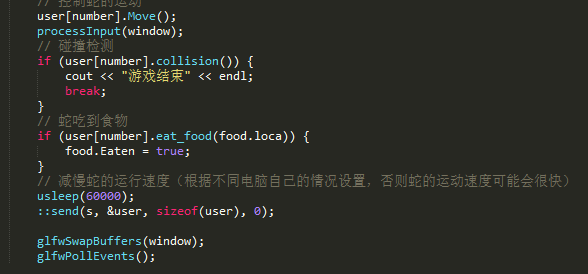 // 控制蛇的运动
user[number].Move();
processInput(window);
// 碰撞检测
if (user[number].collision()) {
cout << "游戏结束" << endl;
break;
}
// 蛇吃到食物
if (user[number].eat_food(food.loca)) {
food.Eaten = true;
}
// 减慢蛇的运行速度（根据不同电脑自己的情况设置，否则蛇的运动速度可能会很快）
usleep(60000);
::send(s, &user, sizeof(user), 0);
glfwSwapBuffers(window);
glfwPollEvents();